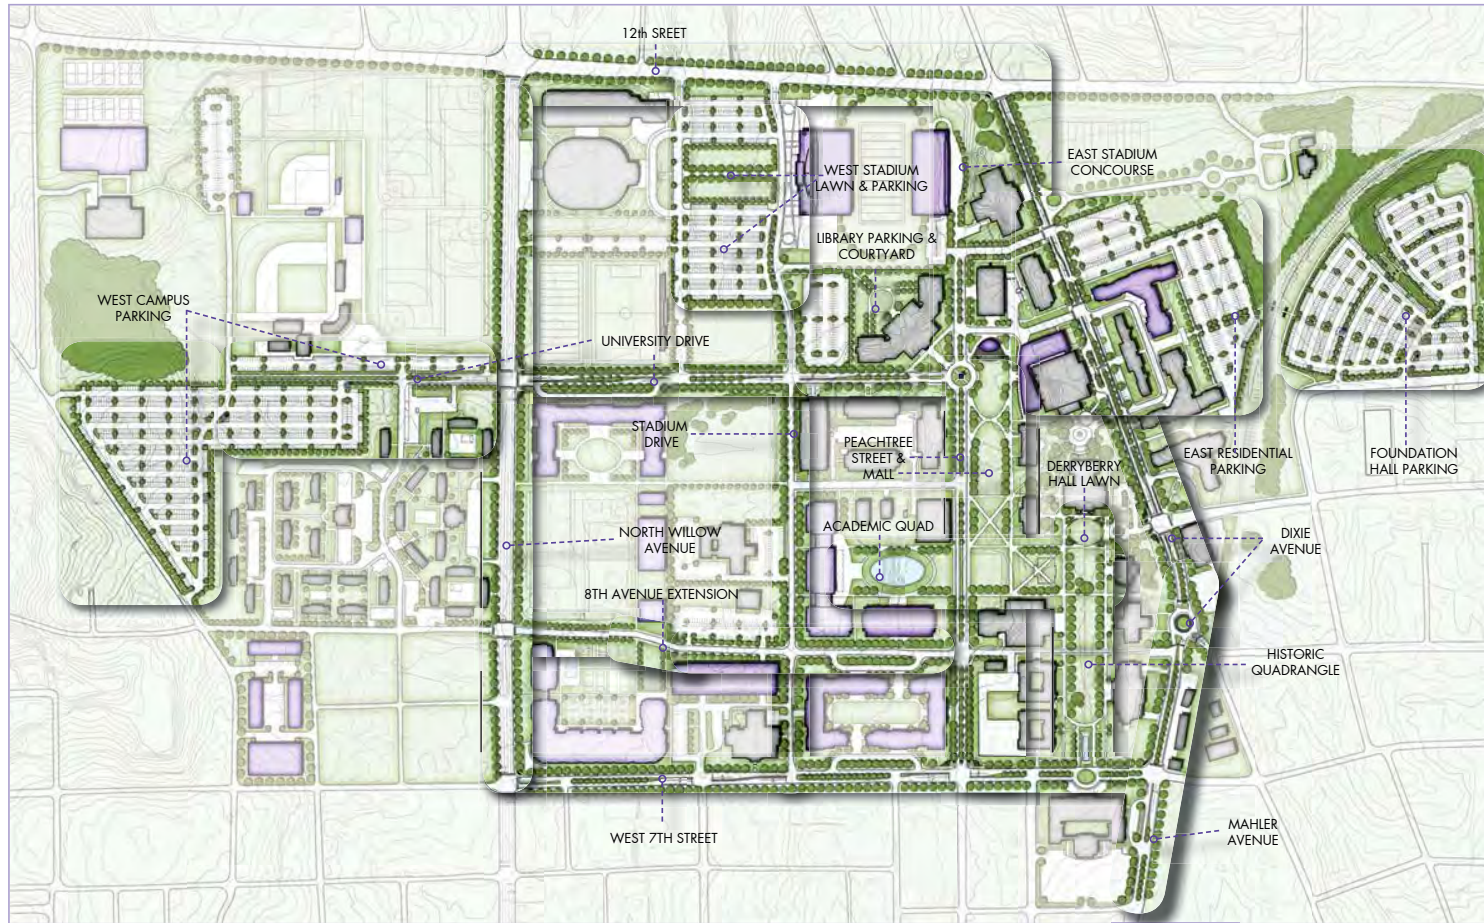 12th SREET
EAST STADIUM
CONCOURSE
WEST STADIUM
LAWN & PARKING
LIBRARY PARKING &
COURTYARD
WEST CAMPUS
PARKING
UNIVERSITY DRIVE
STADIUM
DRIVE
PEACHTREE
STREET &
MALL
DERRYBERRY
HALL LAWN
EAST RESIDENTIAL
PARKING
FOUNDATION
HALL PARKING
NORTH WILLOW
AVENUE
ACADEMIC QUAD
DIXIE
AVENUE
8TH AVENUE EXTENSION
HISTORIC
QUADRANGLE
WEST 7TH STREET
MAHLER
AVENUE